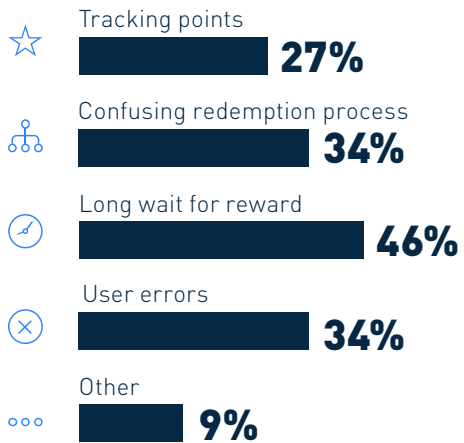 Tracking points
27%
Confusing redemption process
34%
Long wait for reward
46%
User errors
34%
Other
9%